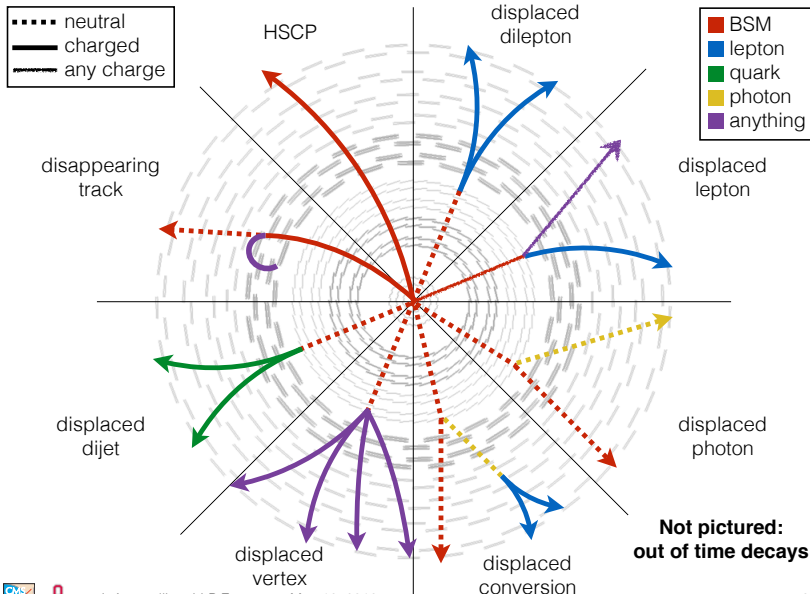 neutral
charged
any charge
HSCP
displaced
dilepton
BSM
lepton
quark
photon
anything
disappearing
track
displaced
lepton
displaced
dijet
displaced
photon
displaced
vertex
displaced
conversion
Not pictured:
out of time decays
CMS